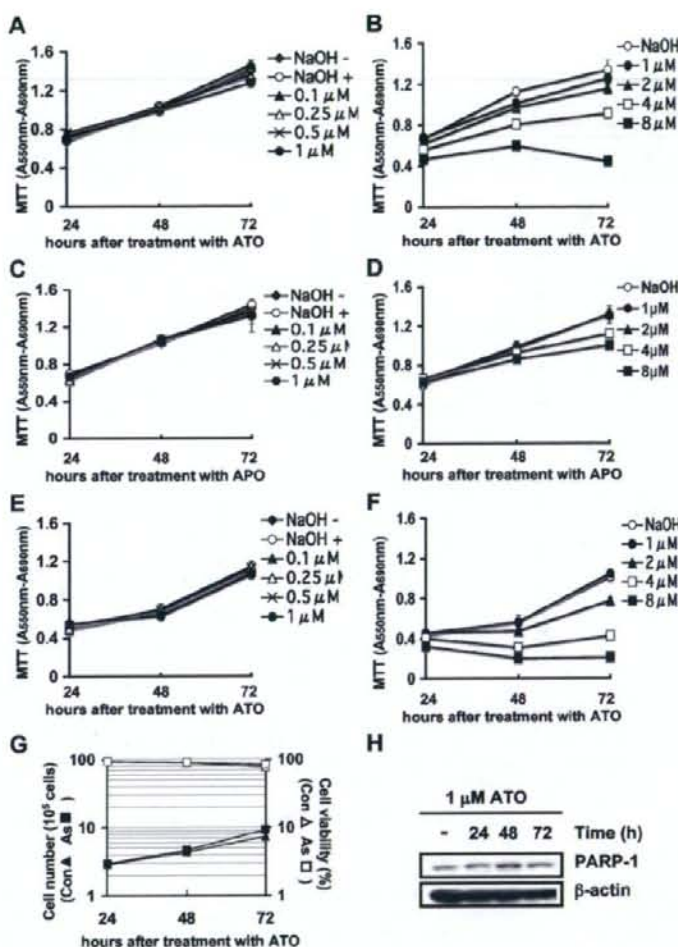 A
1.6
1.2
0.8
0.4
0
MTT (A550nm-A690nm)
24 48 72
hours after treatment with ATO
NaOH -
NaOH +
0.1 μM
0.25 μM
0.5 μM
1 μM
B
1.6
1.2
0.8
0.4
0
MTT (A550nm-A690nm)
24 48 72
hours after treatment with ATO
NaOH
1 μM
2 μM
4 μM
8 μM
C
1.6
1.2
0.8
0.4
0
MTT (A550nm-A690nm)
24 48 72
hours after treatment with APO
NaOH -
NaOH +
0.1 μM
0.25 μM
0.5 μM
1 μM
D
1.6
1.2
0.8
0.4
0
MTT (A550nm-A690nm)
24 48 72
hours after treatment with APO
NaOH
1μM
2μM
4μM
8μM
E
1.6
1.2
0.8
0.4
0
MTT (A550nm-A690nm)
24 48 72
hours after treatment with ATO
NaOH -
NaOH +
0.1 μM
0.25 μM
0.5 μM
1 μM
F
1.6
1.2
0.8
0.4
0
MTT (A550nm-A690nm)
24 48 72
hours after treatment with ATO
NaOH
1 μM
2 μM
4 μM
8 μM
G
100
10
1
Cell number (10⁵ cells)
(Con ▲ As ■ )
100
10
1
Cell viability (%)
(Con △ As □ )
24 48 72
hours after treatment with ATO
H
1 μM ATO
- 24 48 72 Time (h)
PARP-1
β-actin